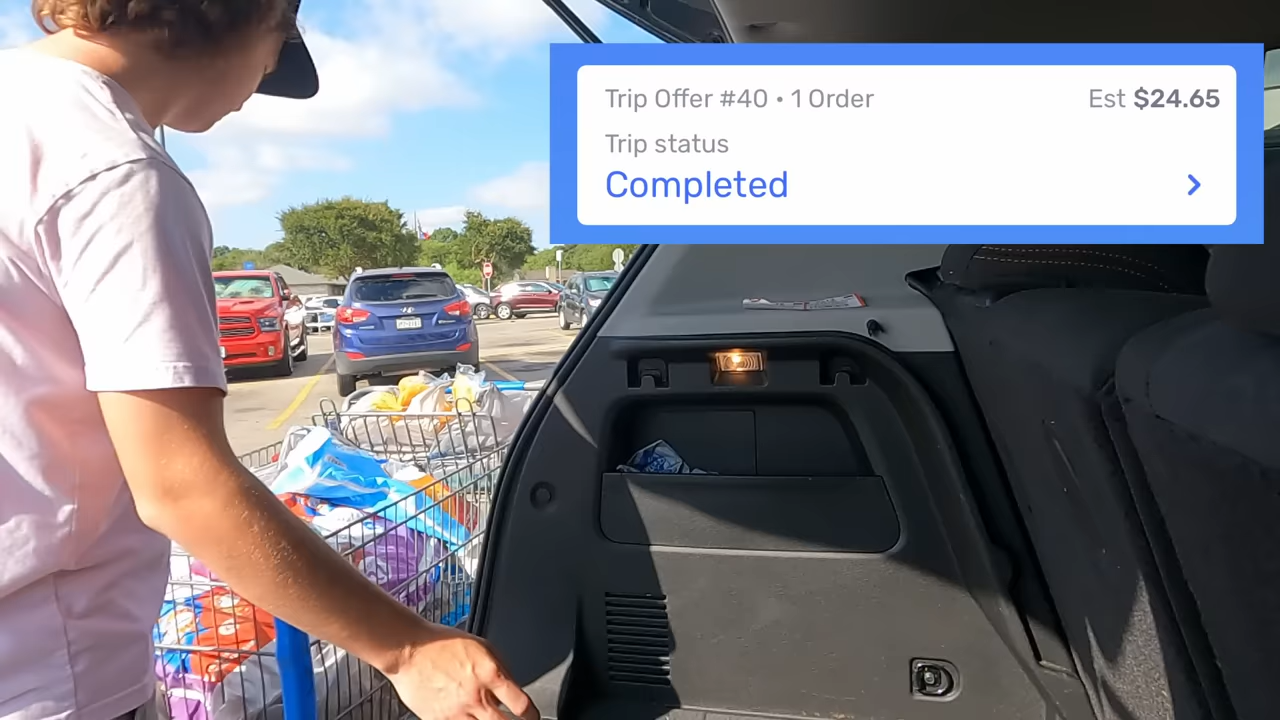 Trip Offer #40 • 1 Order
Est $24.65
Trip status
Completed